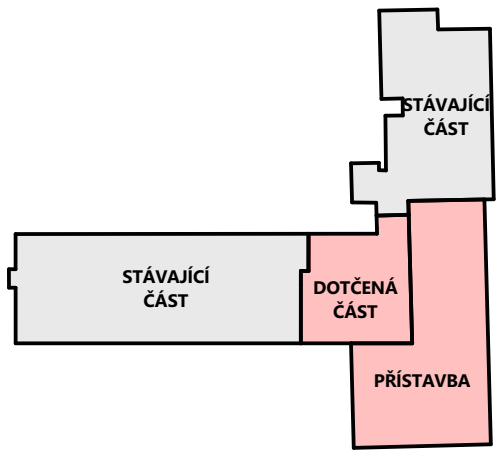 STÁVAJÍCÍ
ČÁST
STÁVAJÍCÍ
ČÁST
DOTČENÁ
ČÁST
PŘÍSTAVBA